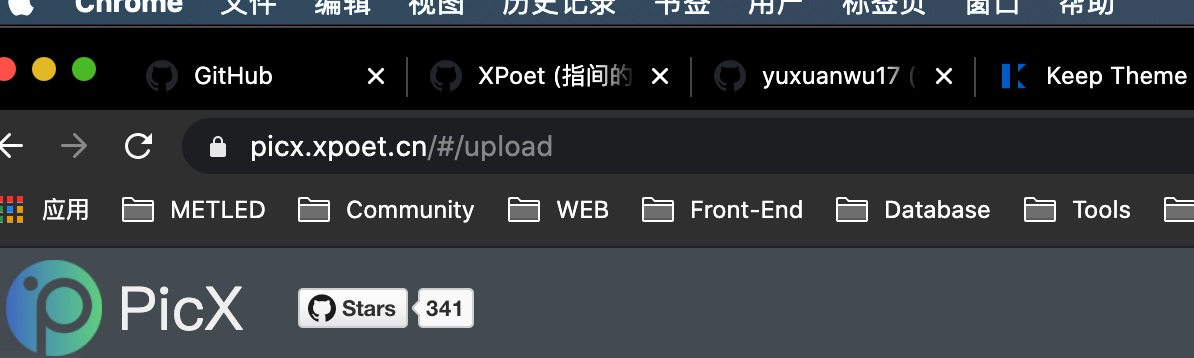 Chrome 文件 编辑 视图 历史记录 书签 用户 标签页 窗口 帮助
GitHub XPoet (指间的 yuxuanwu17 ( Keep Theme
picx.xpoet.cn/#/upload
应用 METLED Community WEB Front-End Database Tools
PicX Stars 341